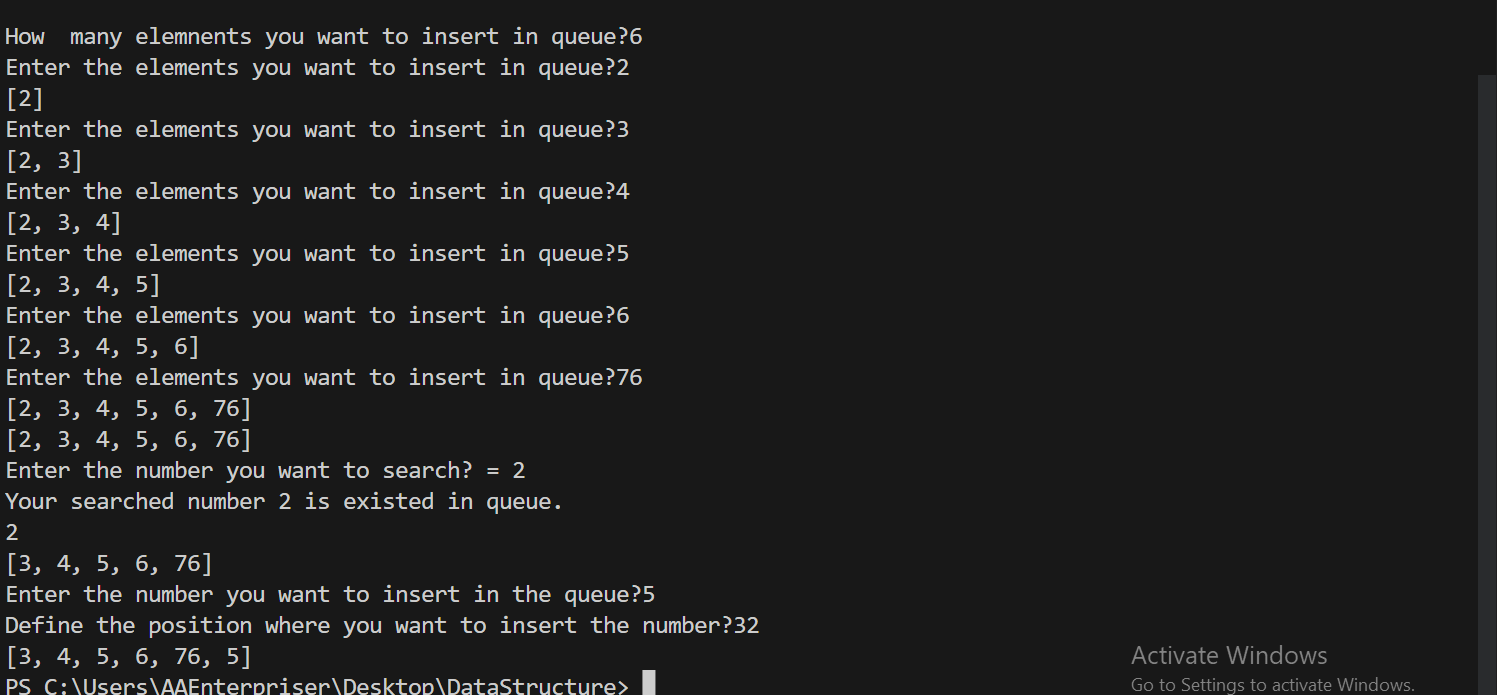 How  many elemnents you want to insert in queue?6
Enter the elements you want to insert in queue?2
[2]
Enter the elements you want to insert in queue?3
[2, 3]
Enter the elements you want to insert in queue?4
[2, 3, 4]
Enter the elements you want to insert in queue?5
[2, 3, 4, 5]
Enter the elements you want to insert in queue?6
[2, 3, 4, 5, 6]
Enter the elements you want to insert in queue?76
[2, 3, 4, 5, 6, 76]
[2, 3, 4, 5, 6, 76]
Enter the number you want to search? = 2
Your searched number 2 is existed in queue.
2
[3, 4, 5, 6, 76]
Enter the number you want to insert in the queue?5
Define the position where you want to insert the number?32
[3, 4, 5, 6, 76, 5]
PS C:\Users\AAEnterpriser\Desktop\DataStructure>
Activate Windows
Go to Settings to activate Windows.